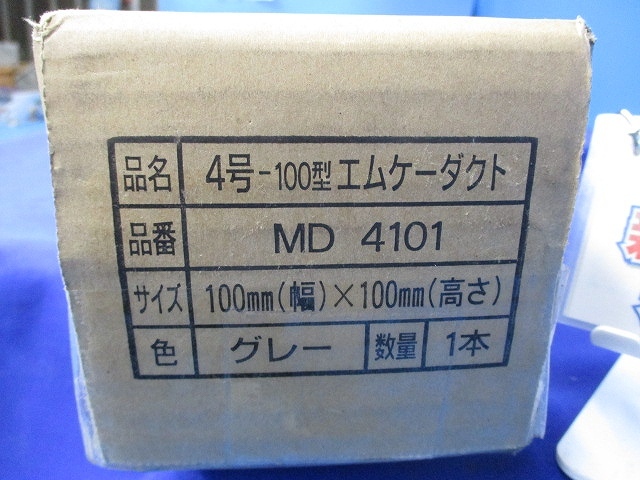 品名 4号-100型エムケーダクト
品番 MD 4101
サイズ 100mm(幅)×100mm(高さ)
色 グレー 数量 1本